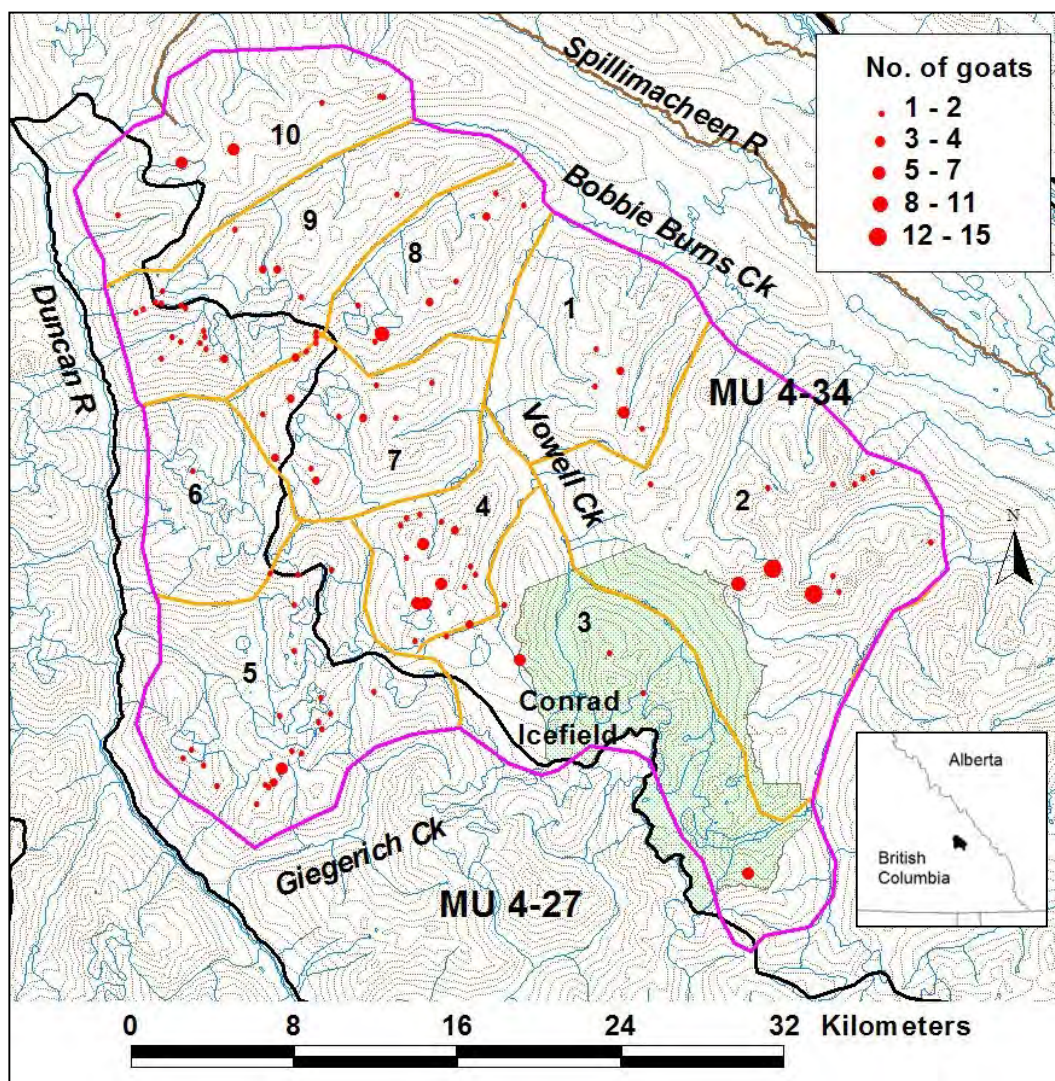 No. of goats
1 - 2
3 - 4
5 - 7
8 - 11
12 - 15
Spillimacheen R
10
Bobbie Burns Ck
9
8
Duncan R
1
MU 4-34
Vowell Ck
7
6
4
2
N
3
5
Conrad
Icefield
Alberta
British
Columbia
Giegerich Ck
MU 4-27
0 8 16 24 32 Kilometers